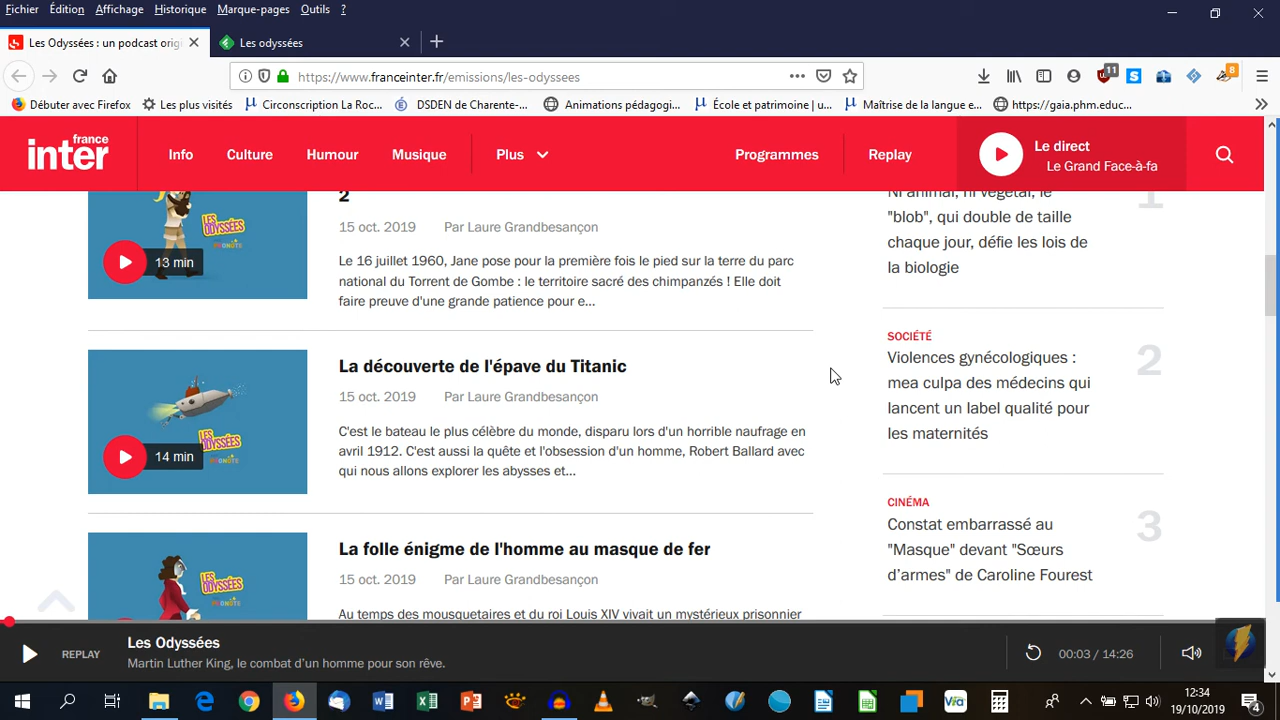 Fichier Édition Affichage Historique Marque-pages Outils ?
Les Odyssées : un podcast orig
Les odyssées
https://www.franceinter.fr/emissions/les-odyssees
11
8
Débuter avec Firefox Les plus visités Circonscription La Roc... DSDEN de Charente-... Animations pédagogi... École et patrimoine | u... Maîtrise de la langue e... https://gaia.phm.educ...
france
inter
Info Culture Humour Musique Plus Programmes Replay
Le direct
Le Grand Face-à-fa
2
15 oct. 2019 Par Laure Grandbesançon
Le 16 juillet 1960, Jane pose pour la première fois le pied sur la terre du parc
national du Torrent de Gombe : le territoire sacré des chimpanzés ! Elle doit
faire preuve d'une grande patience pour e...
LES
ODYSSÉES
13 min
La découverte de l'épave du Titanic
15 oct. 2019 Par Laure Grandbesançon
C'est le bateau le plus célèbre du monde, disparu lors d'un horrible naufrage en
avril 1912. C'est aussi la quête et l'obsession d'un homme, Robert Ballard avec
qui nous allons explorer les abysses et...
LES
ODYSSÉES
14 min
La folle énigme de l'homme au masque de fer
15 oct. 2019 Par Laure Grandbesançon
Au temps des mousquetaires et du roi Louis XIV vivait un mystérieux prisonnier
LES
ODYSSÉES
Ni animal, ni végétal, le
"blob", qui double de taille
chaque jour, défie les lois de
la biologie
1
SOCIÉTÉ
Violences gynécologiques :
mea culpa des médecins qui
lancent un label qualité pour
les maternités
2
CINÉMA
Constat embarrassé au
"Masque" devant "Sœurs
d'armes" de Caroline Fourest
3
REPLAY
Les Odyssées
Martin Luther King, le combat d'un homme pour son rêve.
00:03 / 14:26
Via
12:34
19/10/2019
4